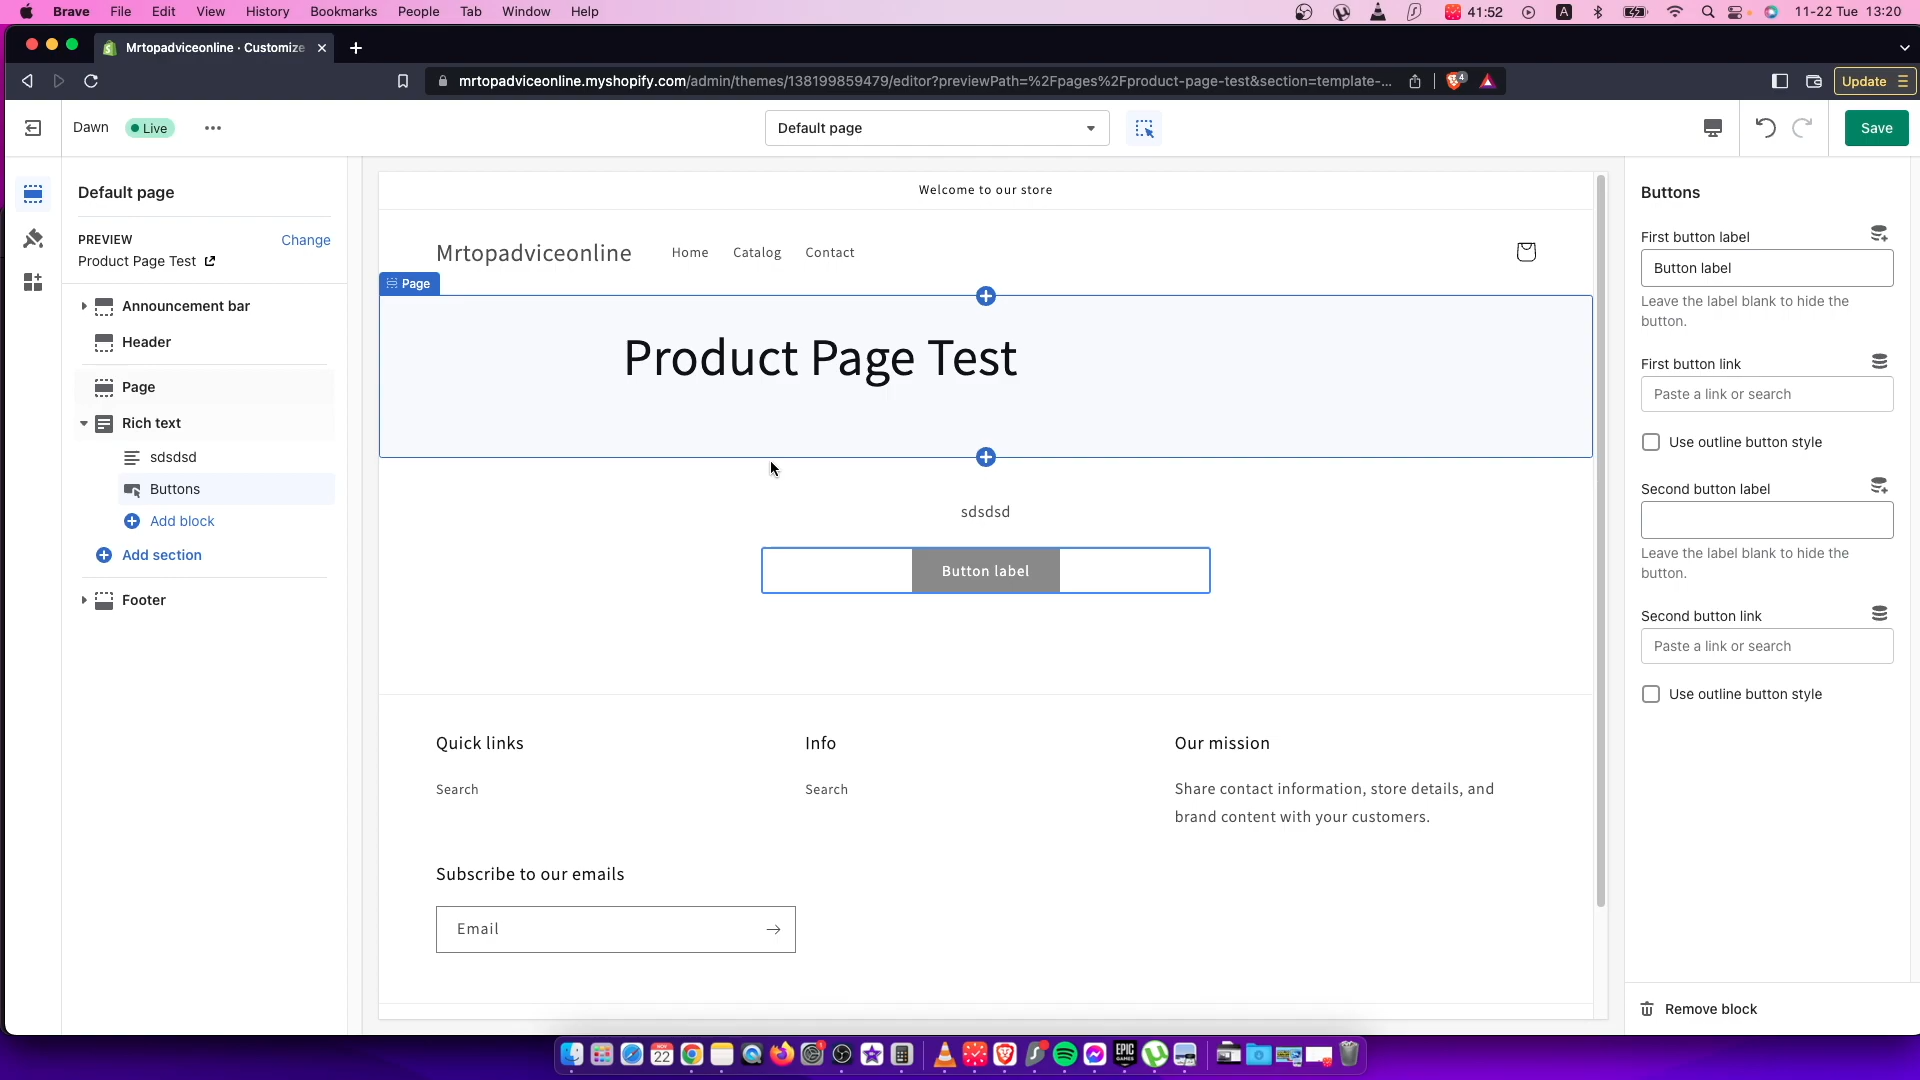 Brave File Edit View History Bookmarks People Tab Window Help
41:52 A 11-22 Tue 13:20
Mrtopadviceonline · Customize
mrtopadviceonline.myshopify.com/admin/themes/138199859479/editor?previewPath=%2Fpages%2Fproduct-page-test&section=template-...
4
Update
Dawn Live
Default page
Save
Default page
PREVIEW
Change
Product Page Test
Announcement bar
Header
Page
Rich text
sdsdsd
Buttons
Add block
Add section
Footer
Welcome to our store
Mrtopadviceonline Home Catalog Contact
Page
Product Page Test
sdsdsd
Button label
Quick links
Search
Info
Search
Our mission
Share contact information, store details, and
brand content with your customers.
Subscribe to our emails
Email
Buttons
First button label
Button label
Leave the label blank to hide the
button.
First button link
Paste a link or search
Use outline button style
Second button label
Leave the label blank to hide the
button.
Second button link
Paste a link or search
Use outline button style
Remove block
NOV
22
EPIC
GAMES